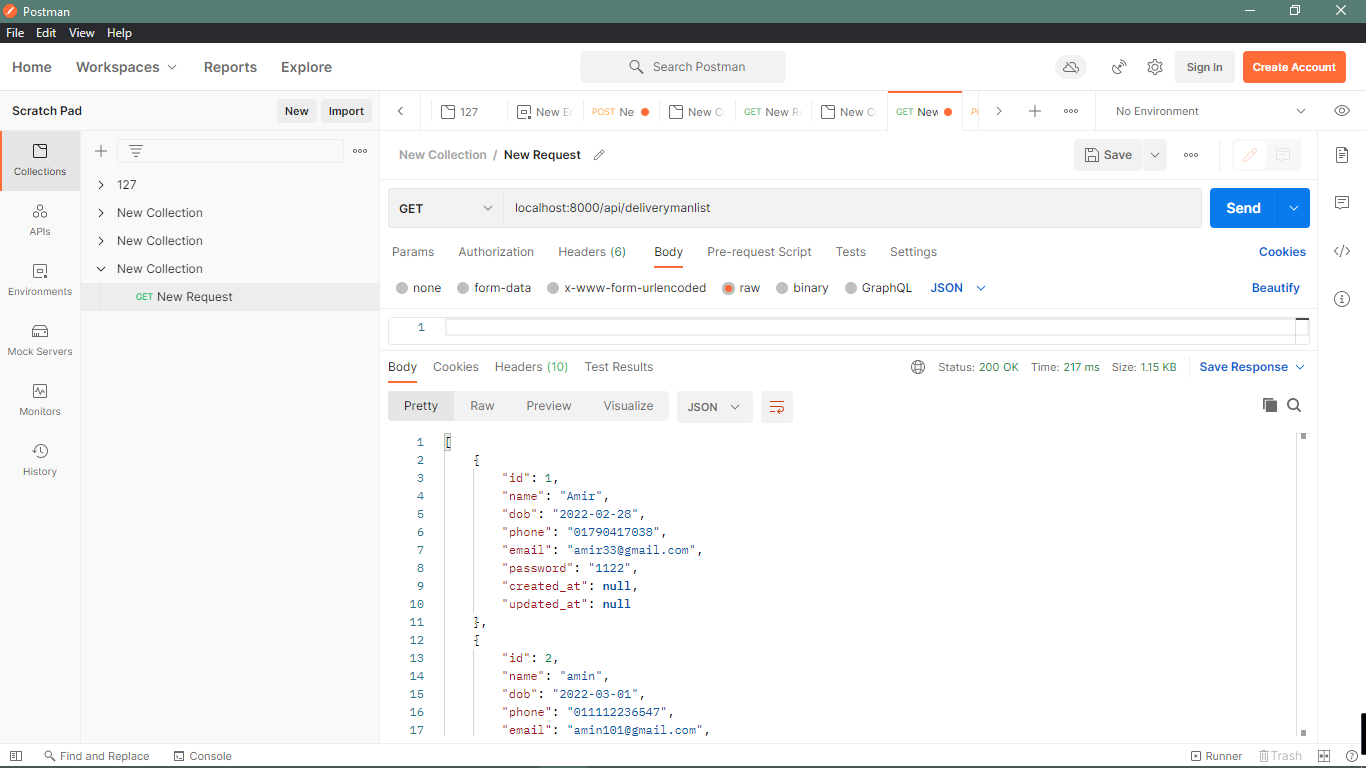 Postman
File Edit View Help
Home Workspaces Reports Explore Search Postman Sign In Create Account
Scratch Pad New Import 127 New Er POST Ne New C GET New R New C GET New No Environment
Collections
APIs
Environments
Mock Servers
Monitors
History
127
New Collection
New Collection
New Collection
GET New Request
New Collection / New Request Save
GET localhost:8000/api/deliverymanlist Send
Params Authorization Headers (6) Body Pre-request Script Tests Settings Cookies
none form-data x-www-form-urlencoded raw binary GraphQL JSON Beautify
1
Body Cookies Headers (10) Test Results Status: 200 OK Time: 217 ms Size: 1.15 KB Save Response
Pretty Raw Preview Visualize JSON
1 [
2 {
3 "id": 1,
4 "name": "Amir",
5 "dob": "2022-02-28",
6 "phone": "01790417038",
7 "email": "amir33@gmail.com",
8 "password": "1122",
9 "created_at": null,
10 "updated_at": null
11 },
12 {
13 "id": 2,
14 "name": "amin",
15 "dob": "2022-03-01",
16 "phone": "011112236547",
17 "email": "amin101@gmail.com",
Find and Replace Console Runner Trash